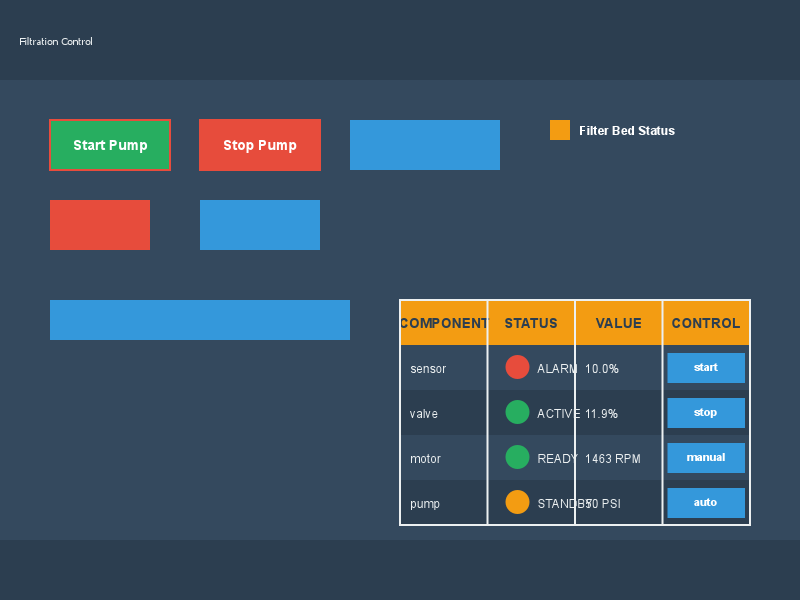 Filtration Control
Start Pump
Stop Pump
Filter Bed Status
COMPONENT STATUS VALUE CONTROL
sensor ALARM 10.0% start
valve ACTIVE 11.9% stop
motor READY 1463 RPM manual
pump STANDBY PSI auto